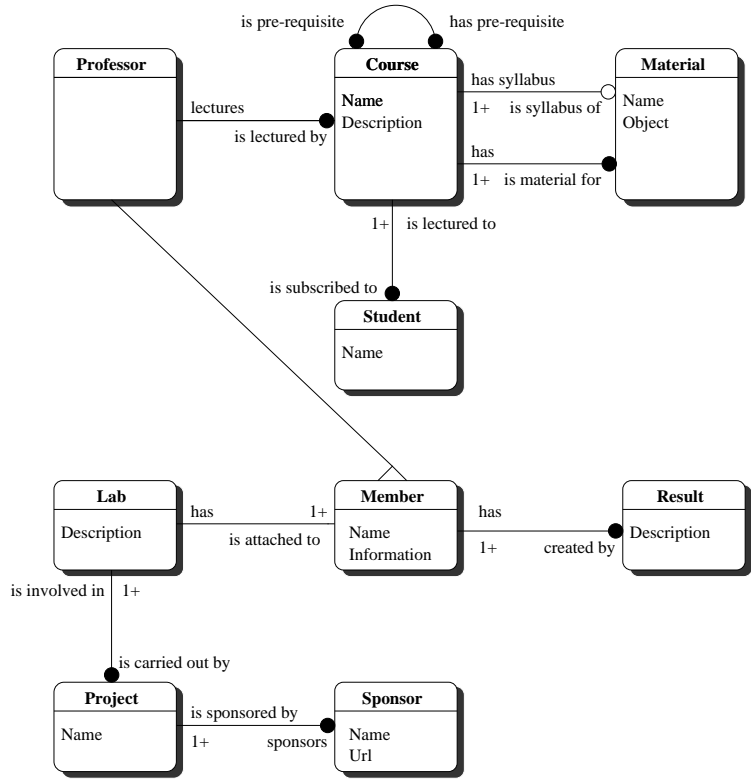 is pre-requisite
has pre-requisite
Professor
Course
Name
Description
Material
Name
Object
lectures
is lectured by
has syllabus
1+
is syllabus of
has
1+
is material for
1+
is lectured to
is subscribed to
Student
Name
Lab
Description
has
1+
is attached to
Member
Name
Information
has
1+
created by
Result
Description
is involved in
1+
is carried out by
Project
Name
is sponsored by
1+
sponsors
Sponsor
Name
Url